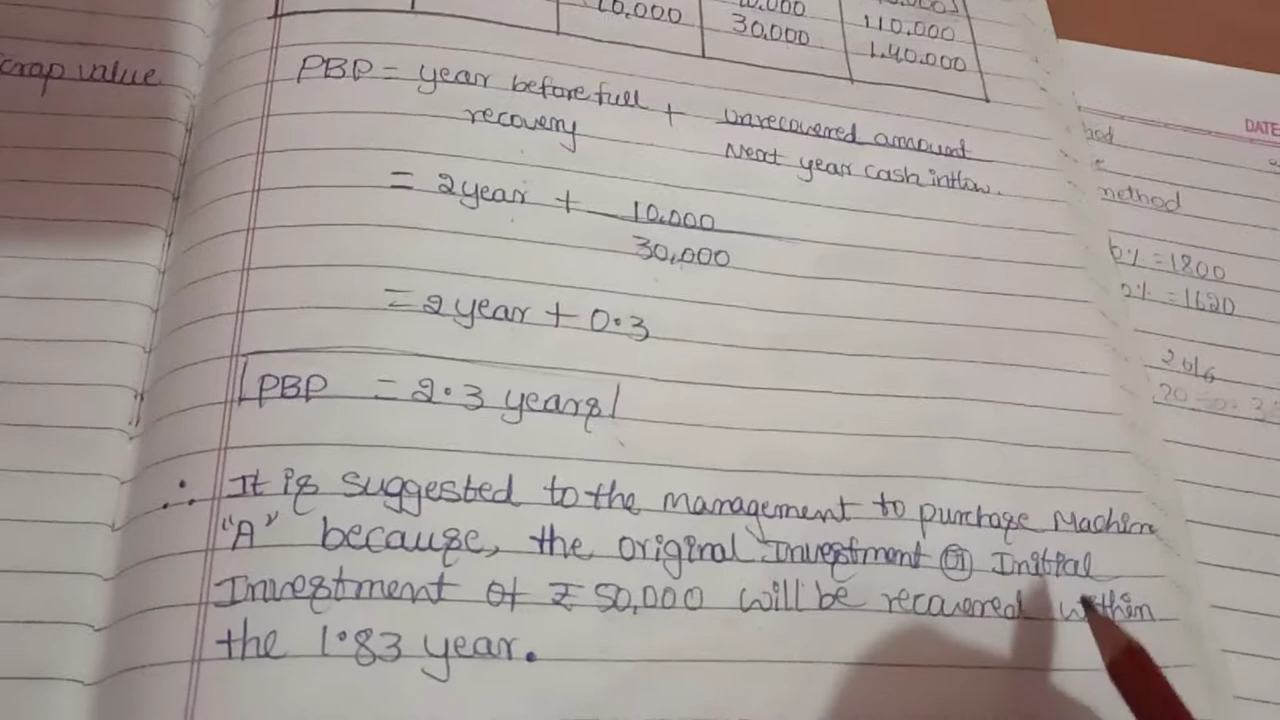 10,000 30,000 110,000
1,40,000
crap value
PBP = year before full recovery + unrecovered amount / Next year cash inflow.
= 2 year + 10,000 / 30,000
= 2 year + 0.3
PBP = 2.3 years
∴ It is suggested to the management to purchase Machine
"A" because, the original Investment or Initial
Investment of ₹ 50,000 will be recovered within
the 1.83 year.
DATE
method
% = 1800
2% = 1620